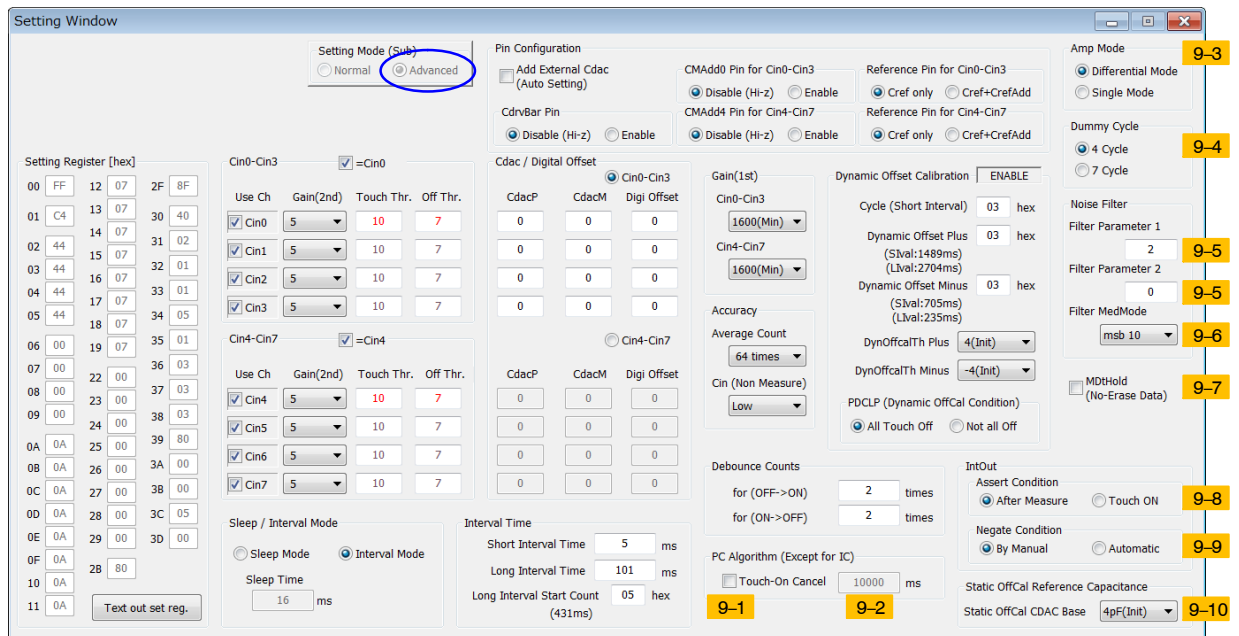 Setting Window
Setting Mode (Sub)
Normal Advanced
Pin Configuration
Add External Cdac
(Auto Setting)
CMAdd0 Pin for Cin0-Cin3
Disable (Hi-z) Enable
Reference Pin for Cin0-Cin3
Cref only Cref+CrefAdd
CdrvBar Pin
Disable (Hi-z) Enable
CMAdd4 Pin for Cin4-Cin7
Disable (Hi-z) Enable
Reference Pin for Cin4-Cin7
Cref only Cref+CrefAdd
Amp Mode 9–3
Differential Mode
Single Mode
Dummy Cycle
4 Cycle 9–4
7 Cycle
Setting Register [hex]
00 FF 12 07 2F 8F
01 C4 13 07 30 40
14 07
02 44 15 07 31 02
03 44 16 07 32 01
04 44 17 07 33 01
05 44 18 07 34 05
06 00 19 07 35 01
07 00 22 00 36 03
08 00 23 00 37 03
09 00 24 00 38 03
0A 0A 25 00 39 80
0B 0A 26 00 3A 00
0C 0A 27 00 3B 00
0D 0A 28 00 3C 05
0E 0A 29 00 3D 00
0F 0A 2B 80
10 0A
11 0A Text out set reg.
Cin0-Cin3 =Cin0
Use Ch Gain(2nd) Touch Thr. Off Thr.
Cin0 5 10 7
Cin1 5 10 7
Cin2 5 10 7
Cin3 5 10 7
Cin4-Cin7 =Cin4
Use Ch Gain(2nd) Touch Thr. Off Thr.
Cin4 5 10 7
Cin5 5 10 7
Cin6 5 10 7
Cin7 5 10 7
Cdac / Digital Offset
Cin0-Cin3
CdacP CdacM Digi Offset
0 0 0
0 0 0
0 0 0
0 0 0
Cin4-Cin7
CdacP CdacM Digi Offset
0 0 0
0 0 0
0 0 0
0 0 0
Gain(1st)
Cin0-Cin3
1600(Min)
Cin4-Cin7
1600(Min)
Accuracy
Average Count
64 times
Cin (Non Measure)
Low
Dynamic Offset Calibration ENABLE
Cycle (Short Interval) 03 hex
Dynamic Offset Plus 03 hex
(SIval:1489ms)
(LIval:2704ms)
Dynamic Offset Minus 03 hex
(SIval:705ms)
(LIval:235ms)
DynOffcalTh Plus 4(Init)
DynOffcalTh Minus -4(Init)
PDCLP (Dynamic OffCal Condition)
All Touch Off Not all Off
Noise Filter
Filter Parameter 1
2 9–5
Filter Parameter 2
0 9–5
Filter MedMode
msb 10 9–6
MDtHold
(No-Erase Data) 9–7
Sleep / Interval Mode
Sleep Mode Interval Mode
Sleep Time
16 ms
Interval Time
Short Interval Time 5 ms
Long Interval Time 101 ms
Long Interval Start Count 05 hex
(431ms)
Debounce Counts
for (OFF->ON) 2 times
for (ON->OFF) 2 times
PC Algorithm (Except for IC)
Touch-On Cancel 10000 ms
9–1 9–2
IntOut
Assert Condition
After Measure Touch ON 9–8
Negate Condition
By Manual Automatic 9–9
Static OffCal Reference Capacitance
Static OffCal CDAC Base 4pF(Init) 9–10